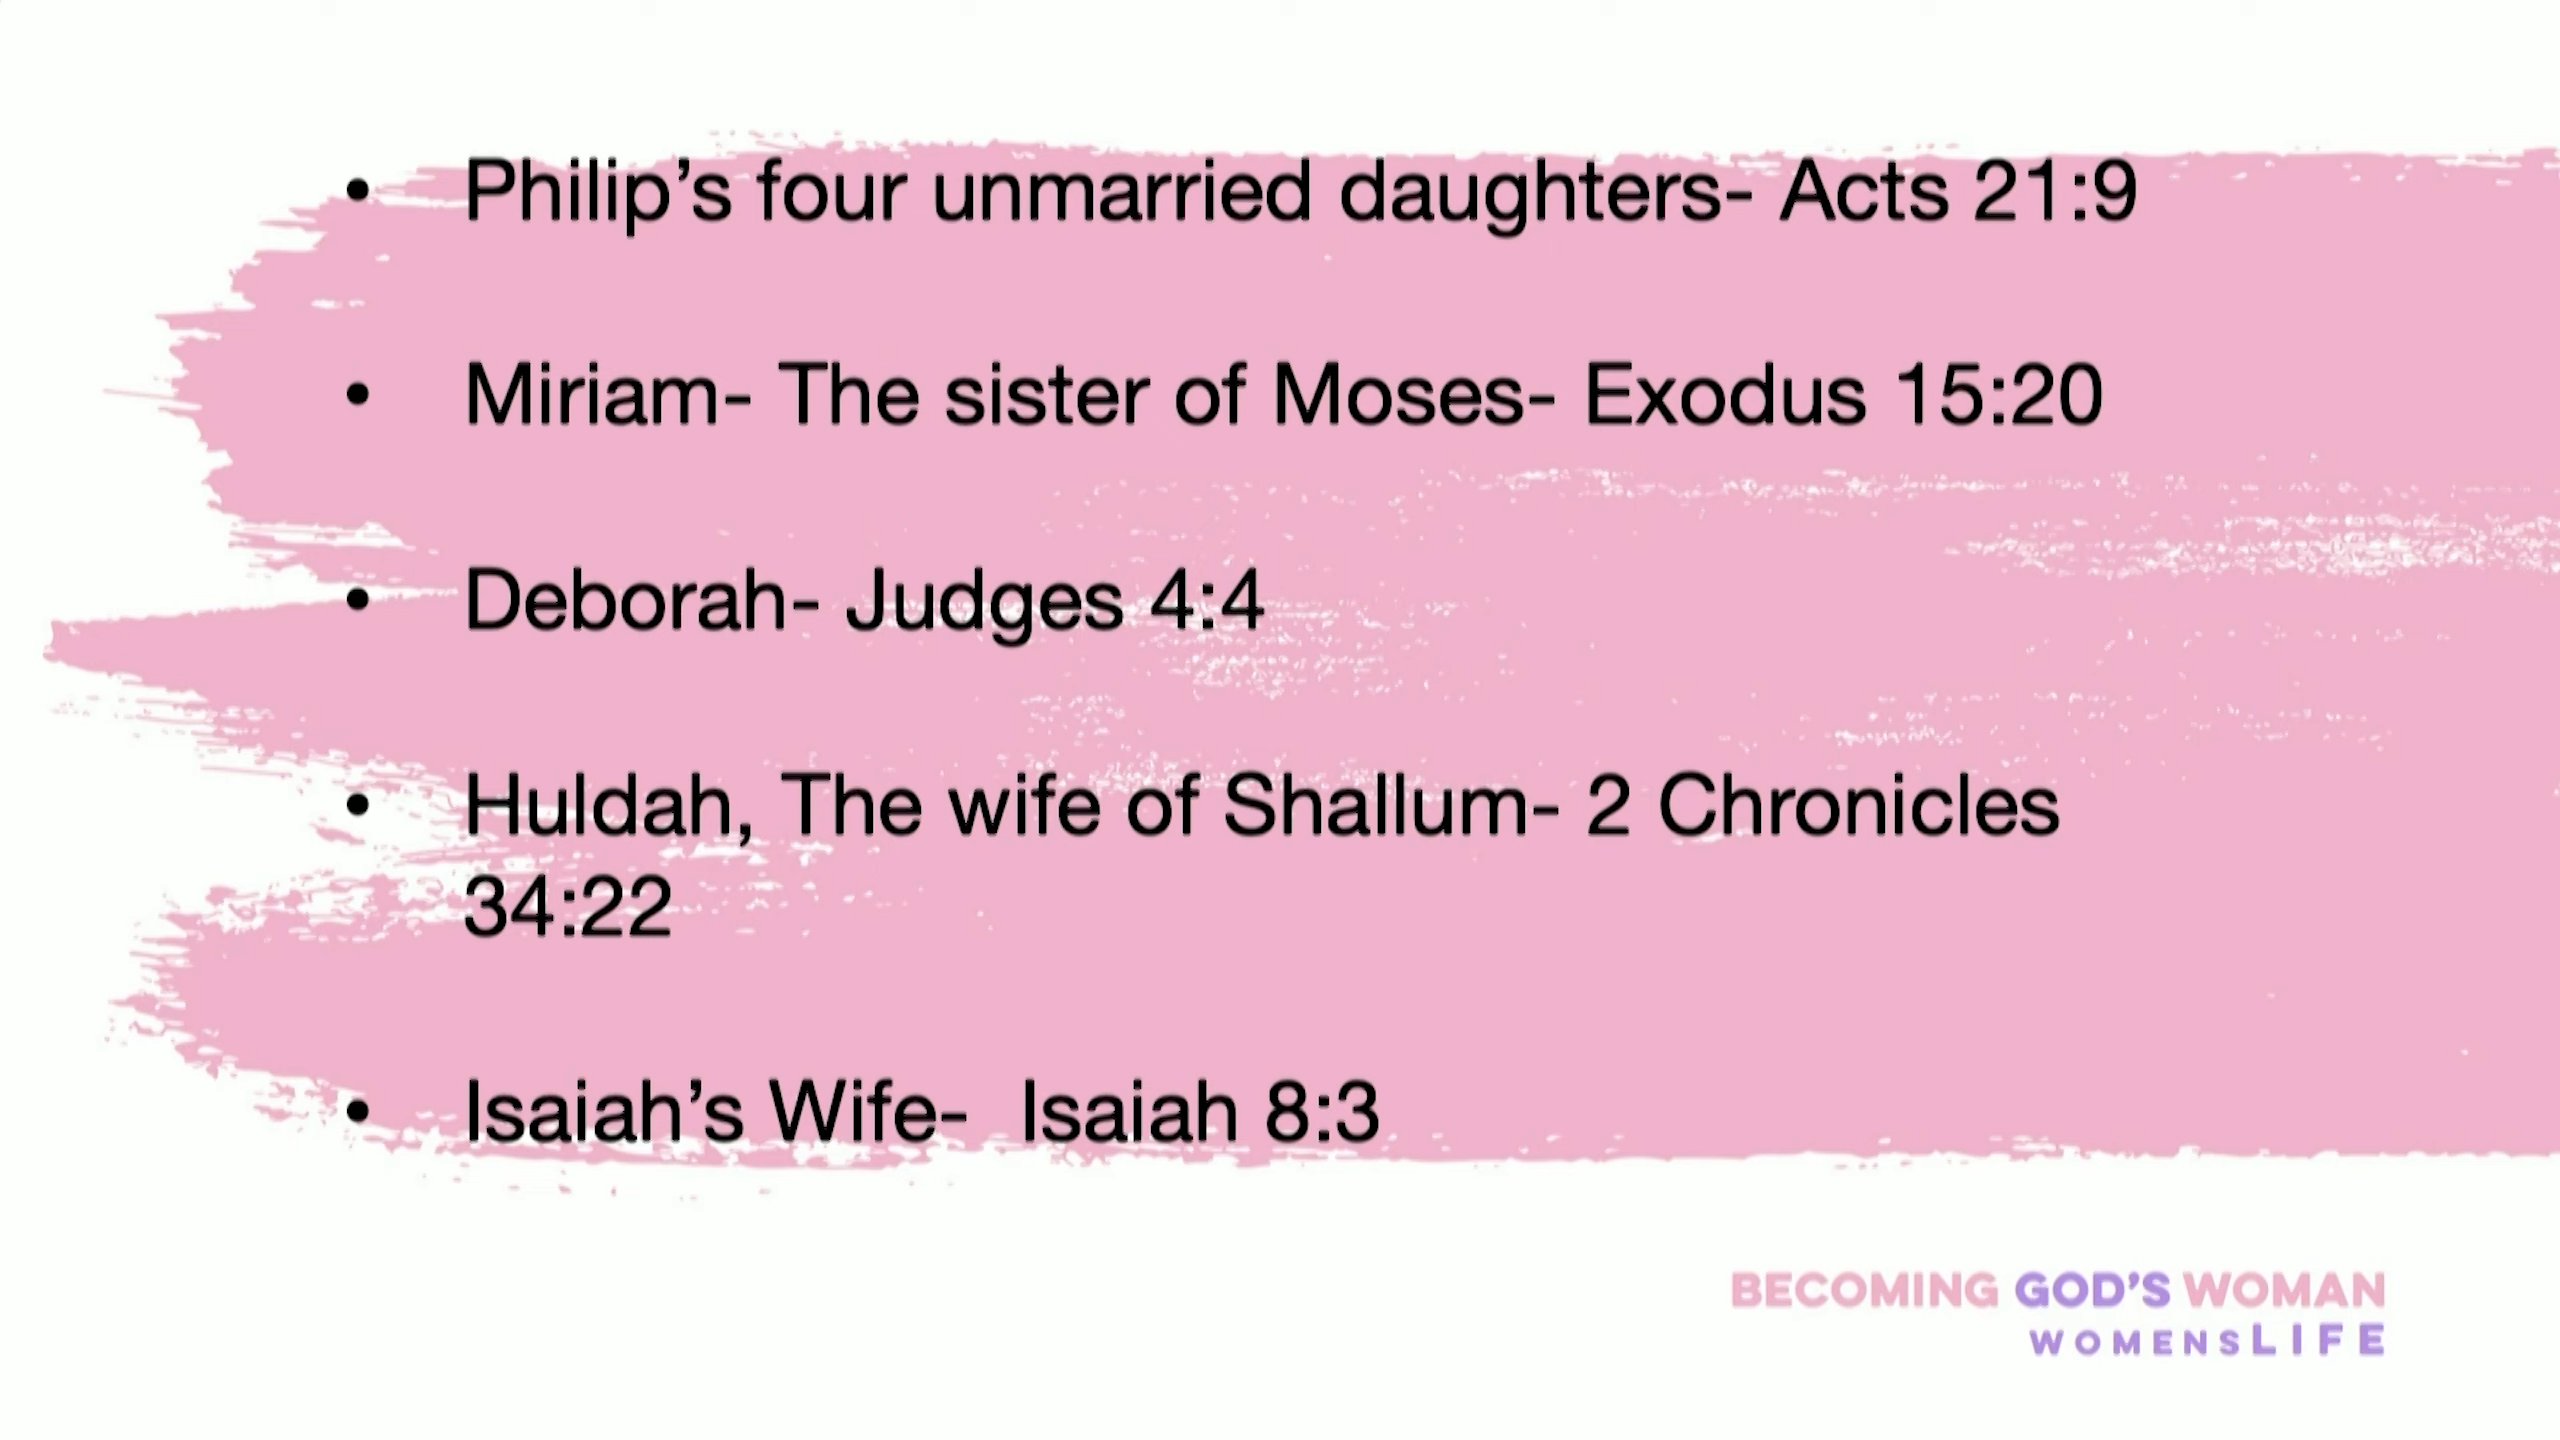 • Philip’s four unmarried daughters- Acts 21:9
• Miriam- The sister of Moses- Exodus 15:20
• Deborah- Judges 4:4
• Huldah, The wife of Shallum- 2 Chronicles
34:22
• Isaiah’s Wife-  Isaiah 8:3
BECOMING GOD’S WOMAN
WOMENSLIFE